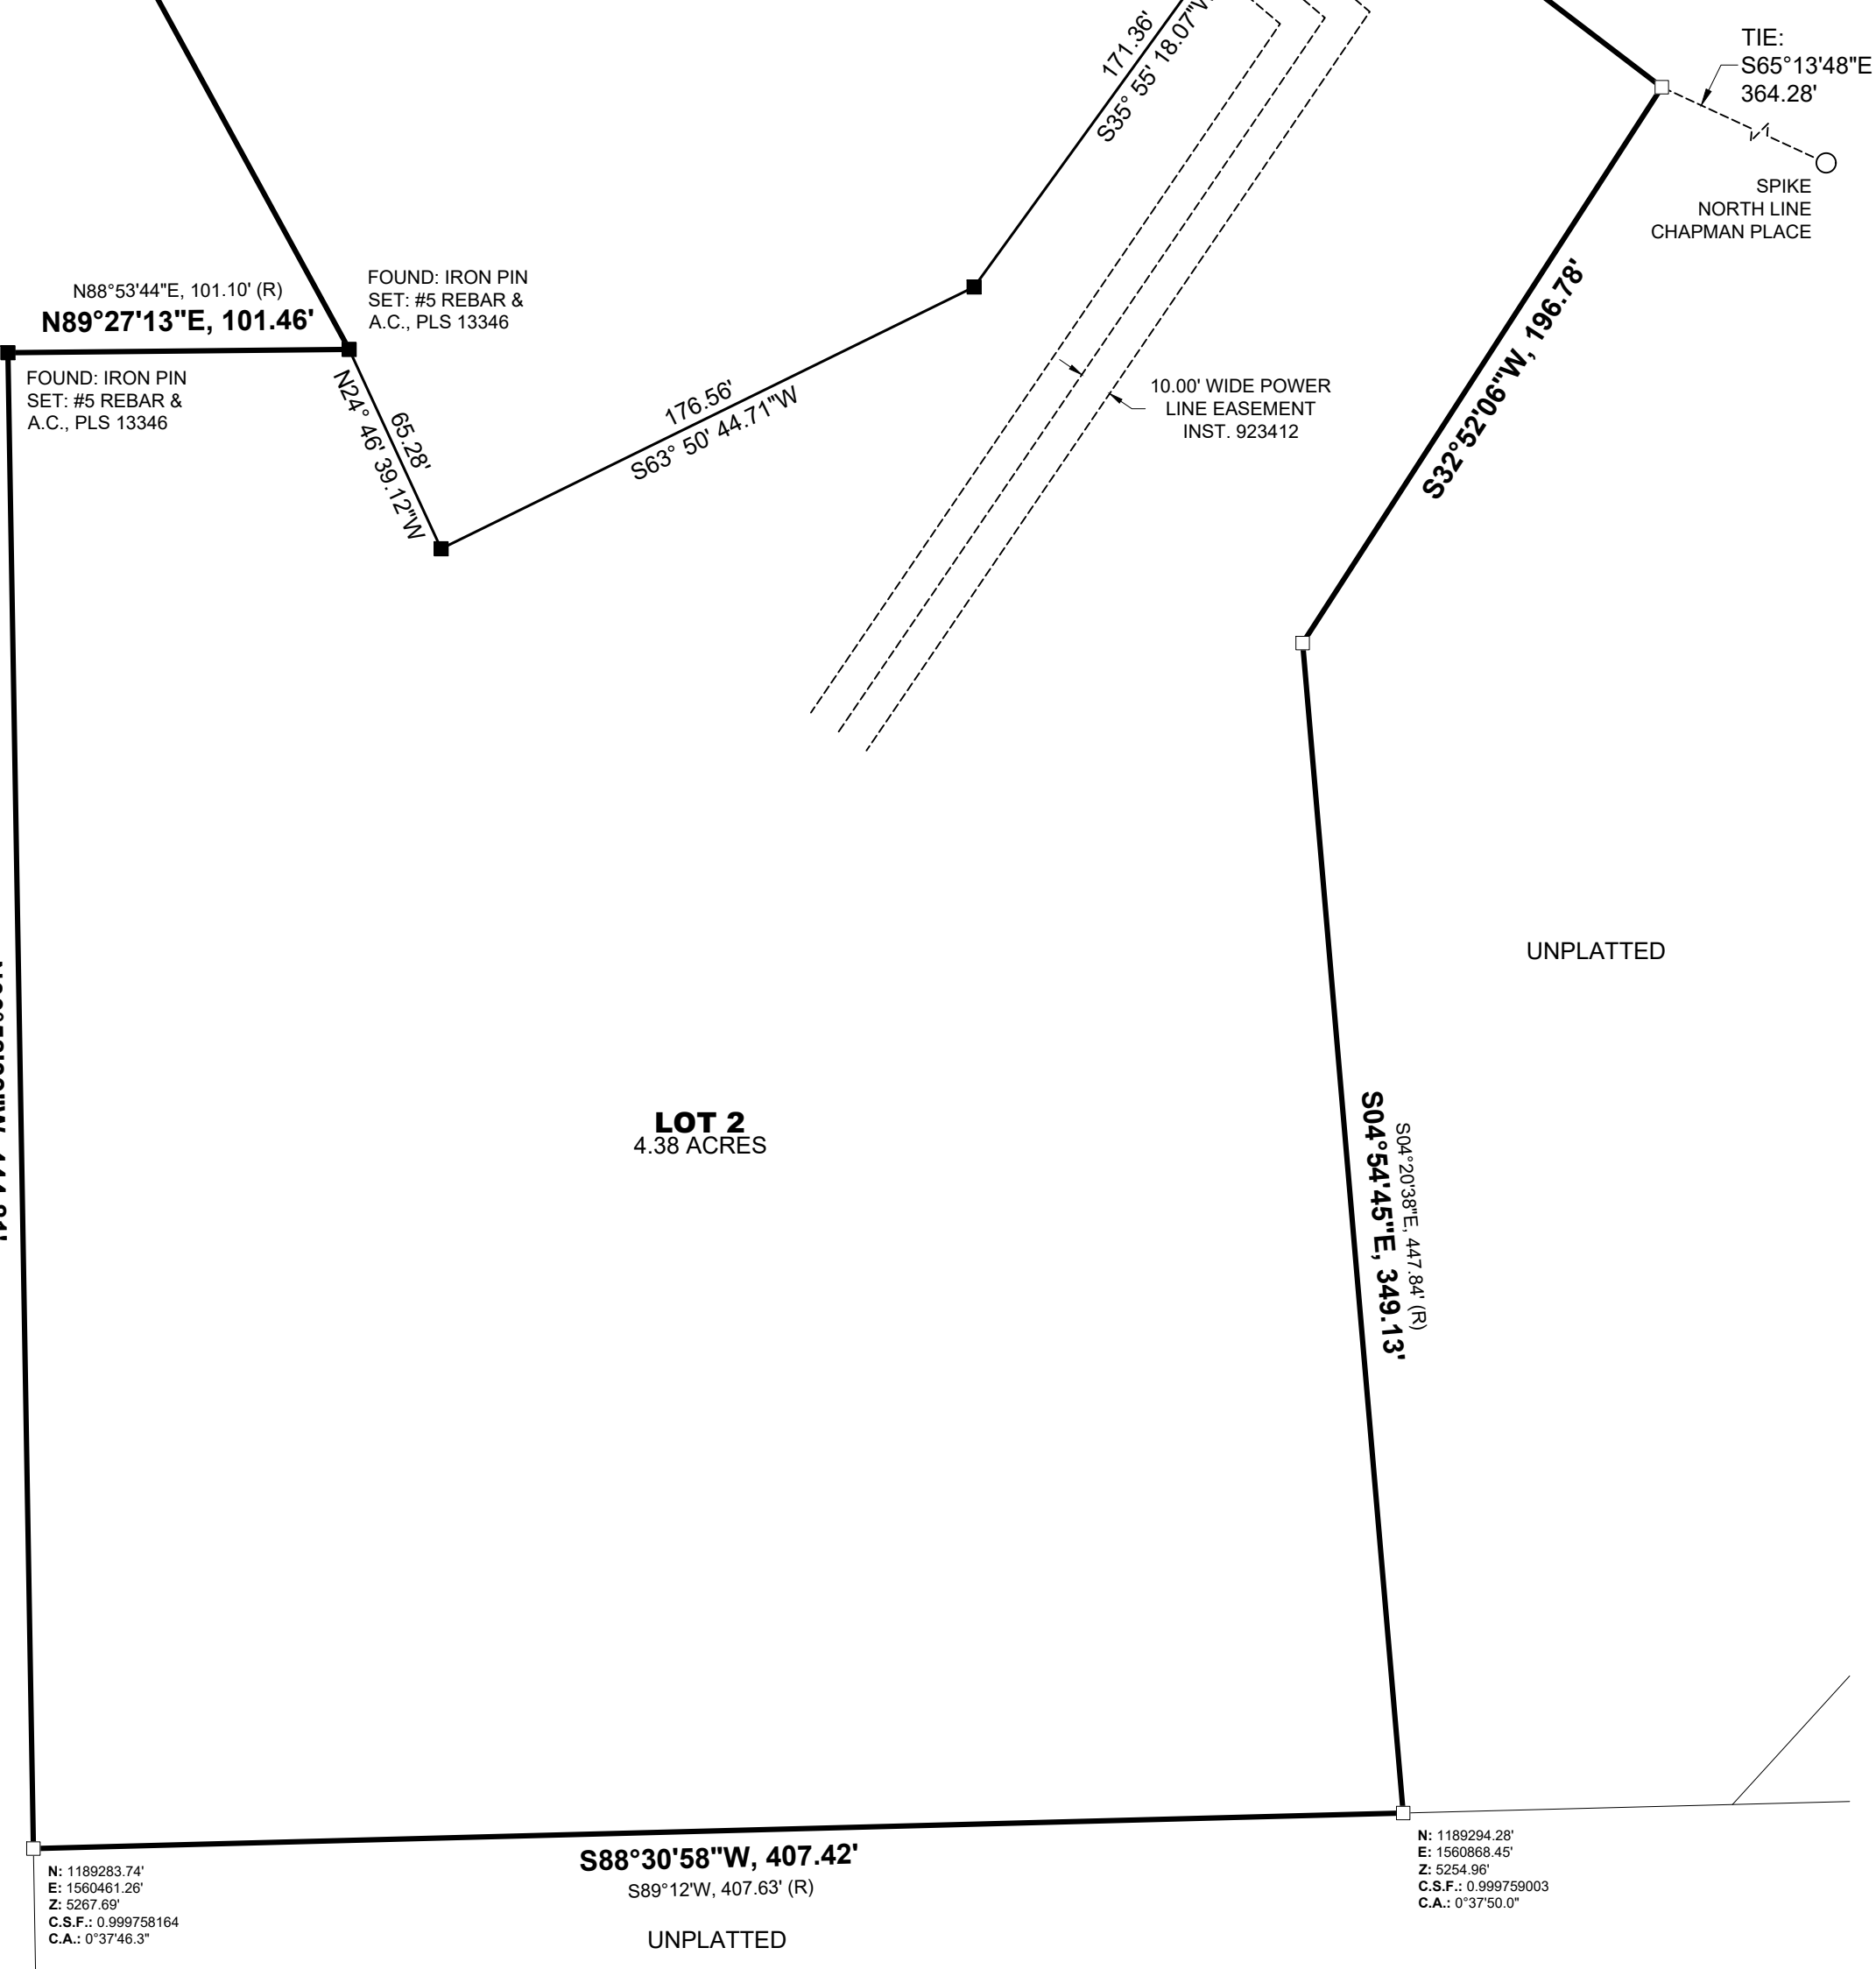 TIE:
S65°13'48"E
364.28'
SPIKE
NORTH LINE
CHAPMAN PLACE
171.36'
S35° 55' 18.07"W
N88°53'44"E, 101.10' (R)
N89°27'13"E, 101.46'
FOUND: IRON PIN
SET: #5 REBAR &
A.C., PLS 13346
FOUND: IRON PIN
SET: #5 REBAR &
A.C., PLS 13346
65.28'
N24° 46' 39.12"W
176.56'
S63° 50' 44.71"W
10.00' WIDE POWER
LINE EASEMENT
INST. 923412
S32°52'06"W, 196.78'
UNPLATTED
LOT 2
4.38 ACRES
S04°20'38"E, 447.84' (R)
S04°54'45"E, 349.13'
S88°30'58"W, 407.42'
S89°12'W, 407.63' (R)
UNPLATTED
N: 1189283.74'
E: 1560461.26'
Z: 5267.69'
C.S.F.: 0.999758164
C.A.: 0°37'46.3"
N: 1189294.28'
E: 1560868.45'
Z: 5254.96'
C.S.F.: 0.999759003
C.A.: 0°37'50.0"